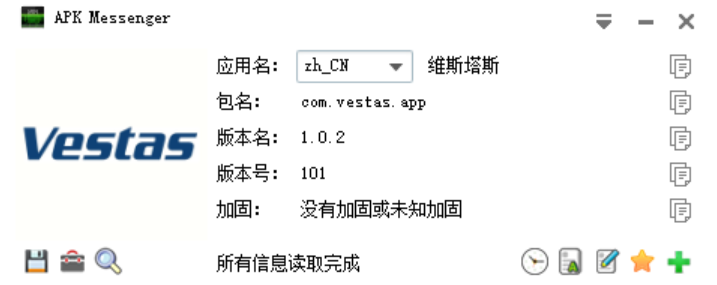 APK Messenger
Vestas
应用名： zh_CN 维斯塔斯
包名： com.vestas.app
版本名： 1.0.2
版本号： 101
加固： 没有加固或未知加固
所有信息读取完成